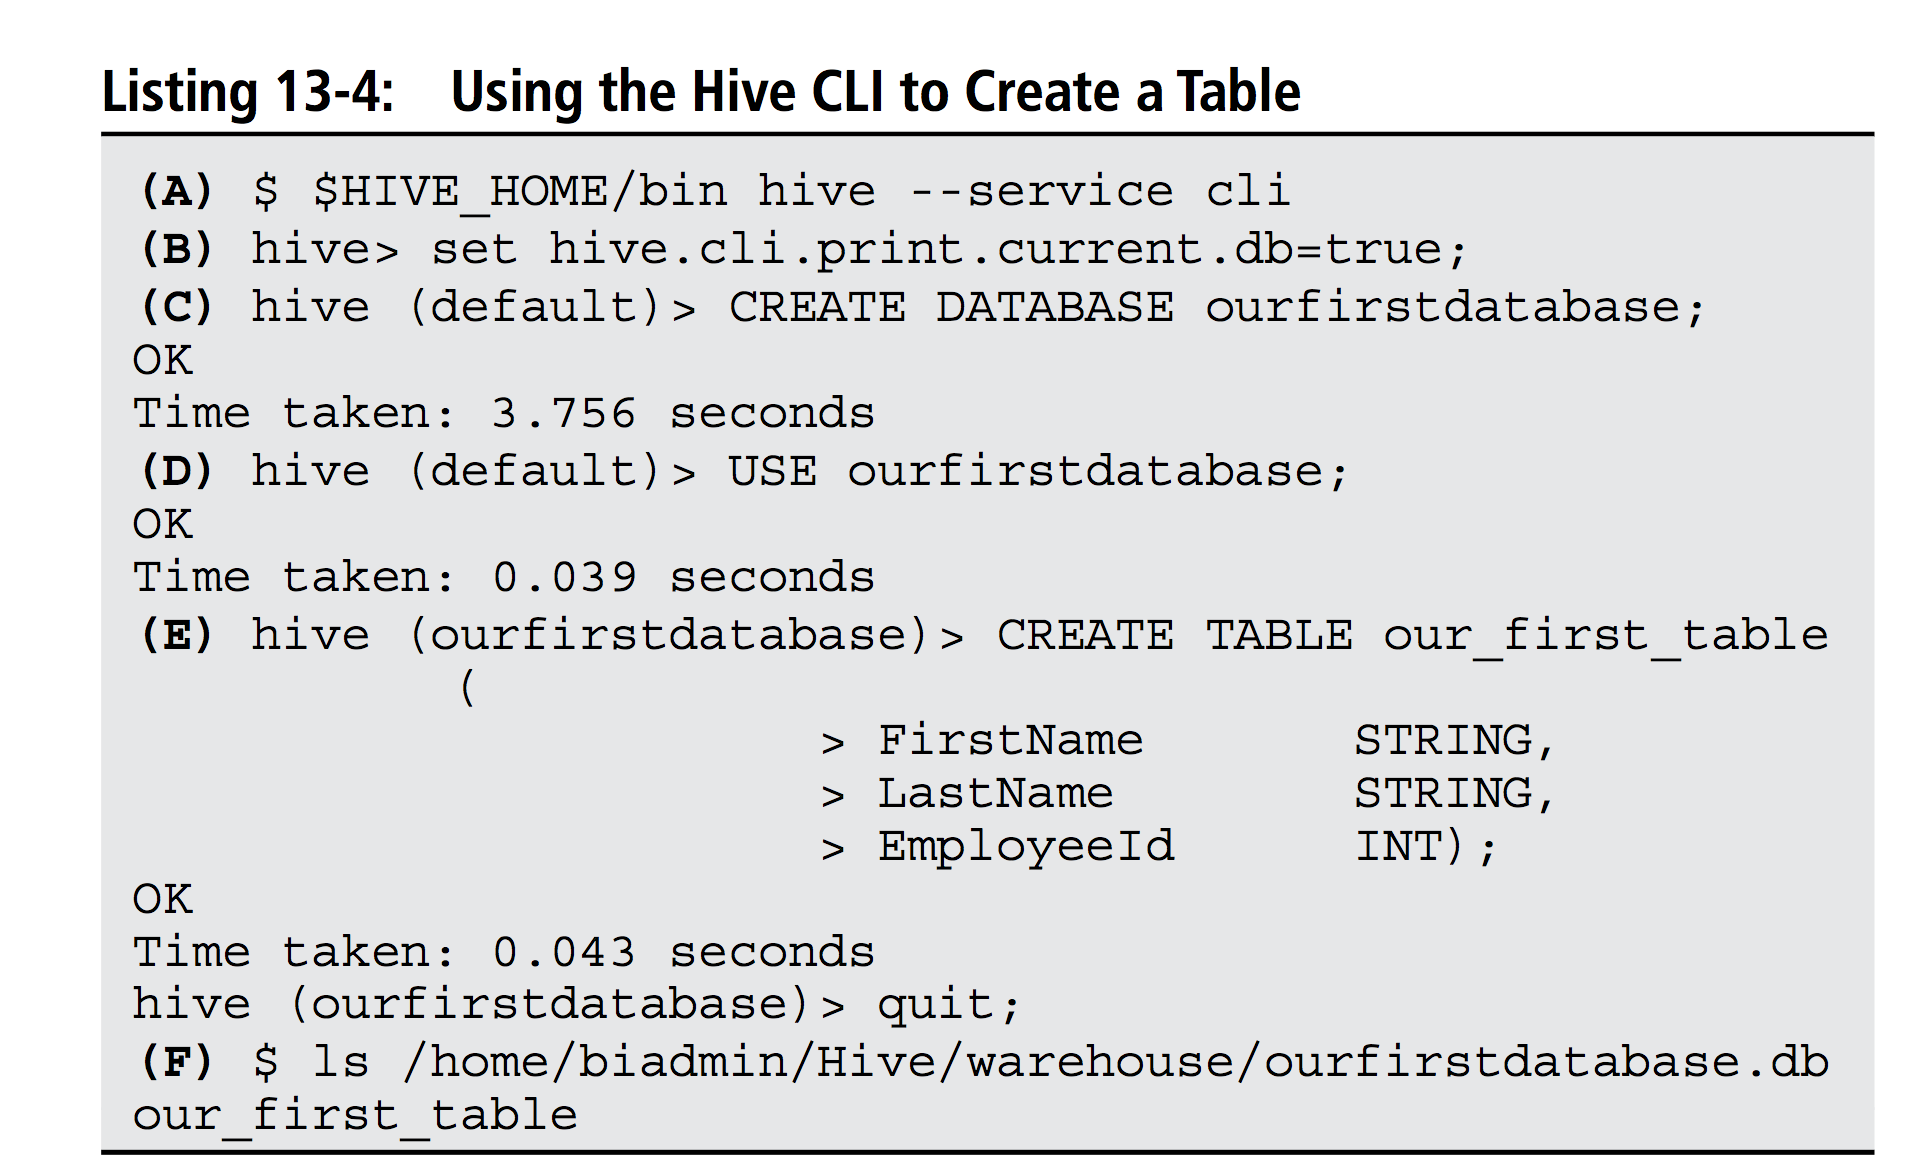 Listing 13-4: Using the Hive CLI to Create a Table
(A) $ $HIVE_HOME/bin hive --service cli
(B) hive> set hive.cli.print.current.db=true;
(C) hive (default)> CREATE DATABASE ourfirstdatabase;
OK
Time taken: 3.756 seconds
(D) hive (default)> USE ourfirstdatabase;
OK
Time taken: 0.039 seconds
(E) hive (ourfirstdatabase)> CREATE TABLE our_first_table
(
> FirstName STRING,
> LastName STRING,
> EmployeeId INT);
OK
Time taken: 0.043 seconds
hive (ourfirstdatabase)> quit;
(F) $ ls /home/biadmin/Hive/warehouse/ourfirstdatabase.db
our_first_table